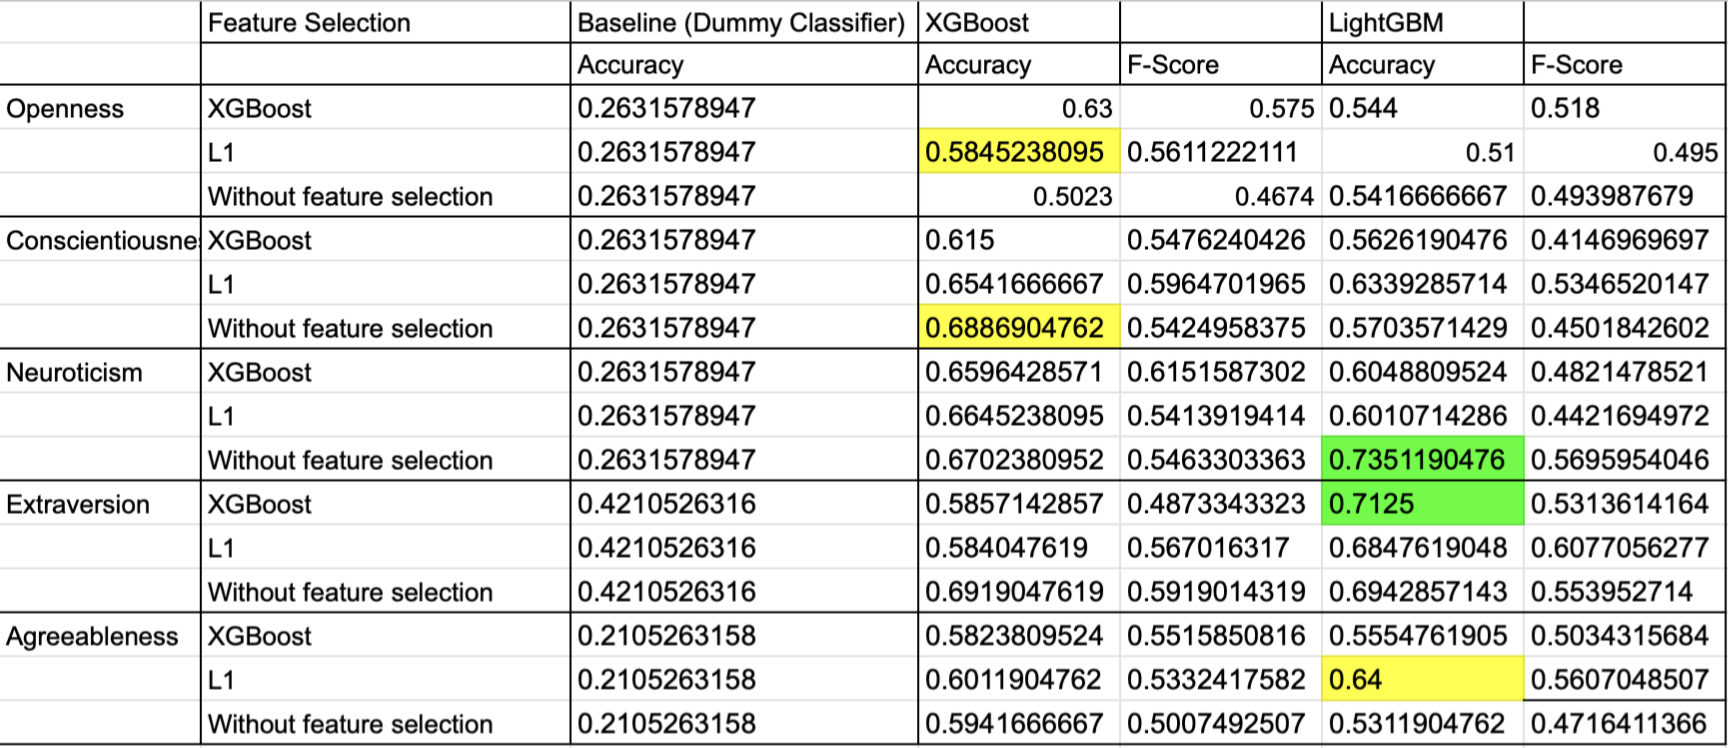 Feature Selection Baseline (Dummy Classifier) XGBoost LightGBM
Accuracy Accuracy F-Score Accuracy F-Score
Openness XGBoost 0.2631578947 0.63 0.575 0.544 0.518
L1 0.2631578947 0.5845238095 0.5611222111 0.51 0.495
Without feature selection 0.2631578947 0.5023 0.4674 0.5416666667 0.493987679
Conscientiousne XGBoost 0.2631578947 0.615 0.5476240426 0.5626190476 0.4146969697
L1 0.2631578947 0.6541666667 0.5964701965 0.6339285714 0.5346520147
Without feature selection 0.2631578947 0.6886904762 0.5424958375 0.5703571429 0.4501842602
Neuroticism XGBoost 0.2631578947 0.6596428571 0.6151587302 0.6048809524 0.4821478521
L1 0.2631578947 0.6645238095 0.5413919414 0.6010714286 0.4421694972
Without feature selection 0.2631578947 0.6702380952 0.5463303363 0.7351190476 0.5695954046
Extraversion XGBoost 0.4210526316 0.5857142857 0.4873343323 0.7125 0.5313614164
L1 0.4210526316 0.584047619 0.567016317 0.6847619048 0.6077056277
Without feature selection 0.4210526316 0.6919047619 0.5919014319 0.6942857143 0.553952714
Agreeableness XGBoost 0.2105263158 0.5823809524 0.5515850816 0.5554761905 0.5034315684
L1 0.2105263158 0.6011904762 0.5332417582 0.64 0.5607048507
Without feature selection 0.2105263158 0.5941666667 0.5007492507 0.5311904762 0.4716411366